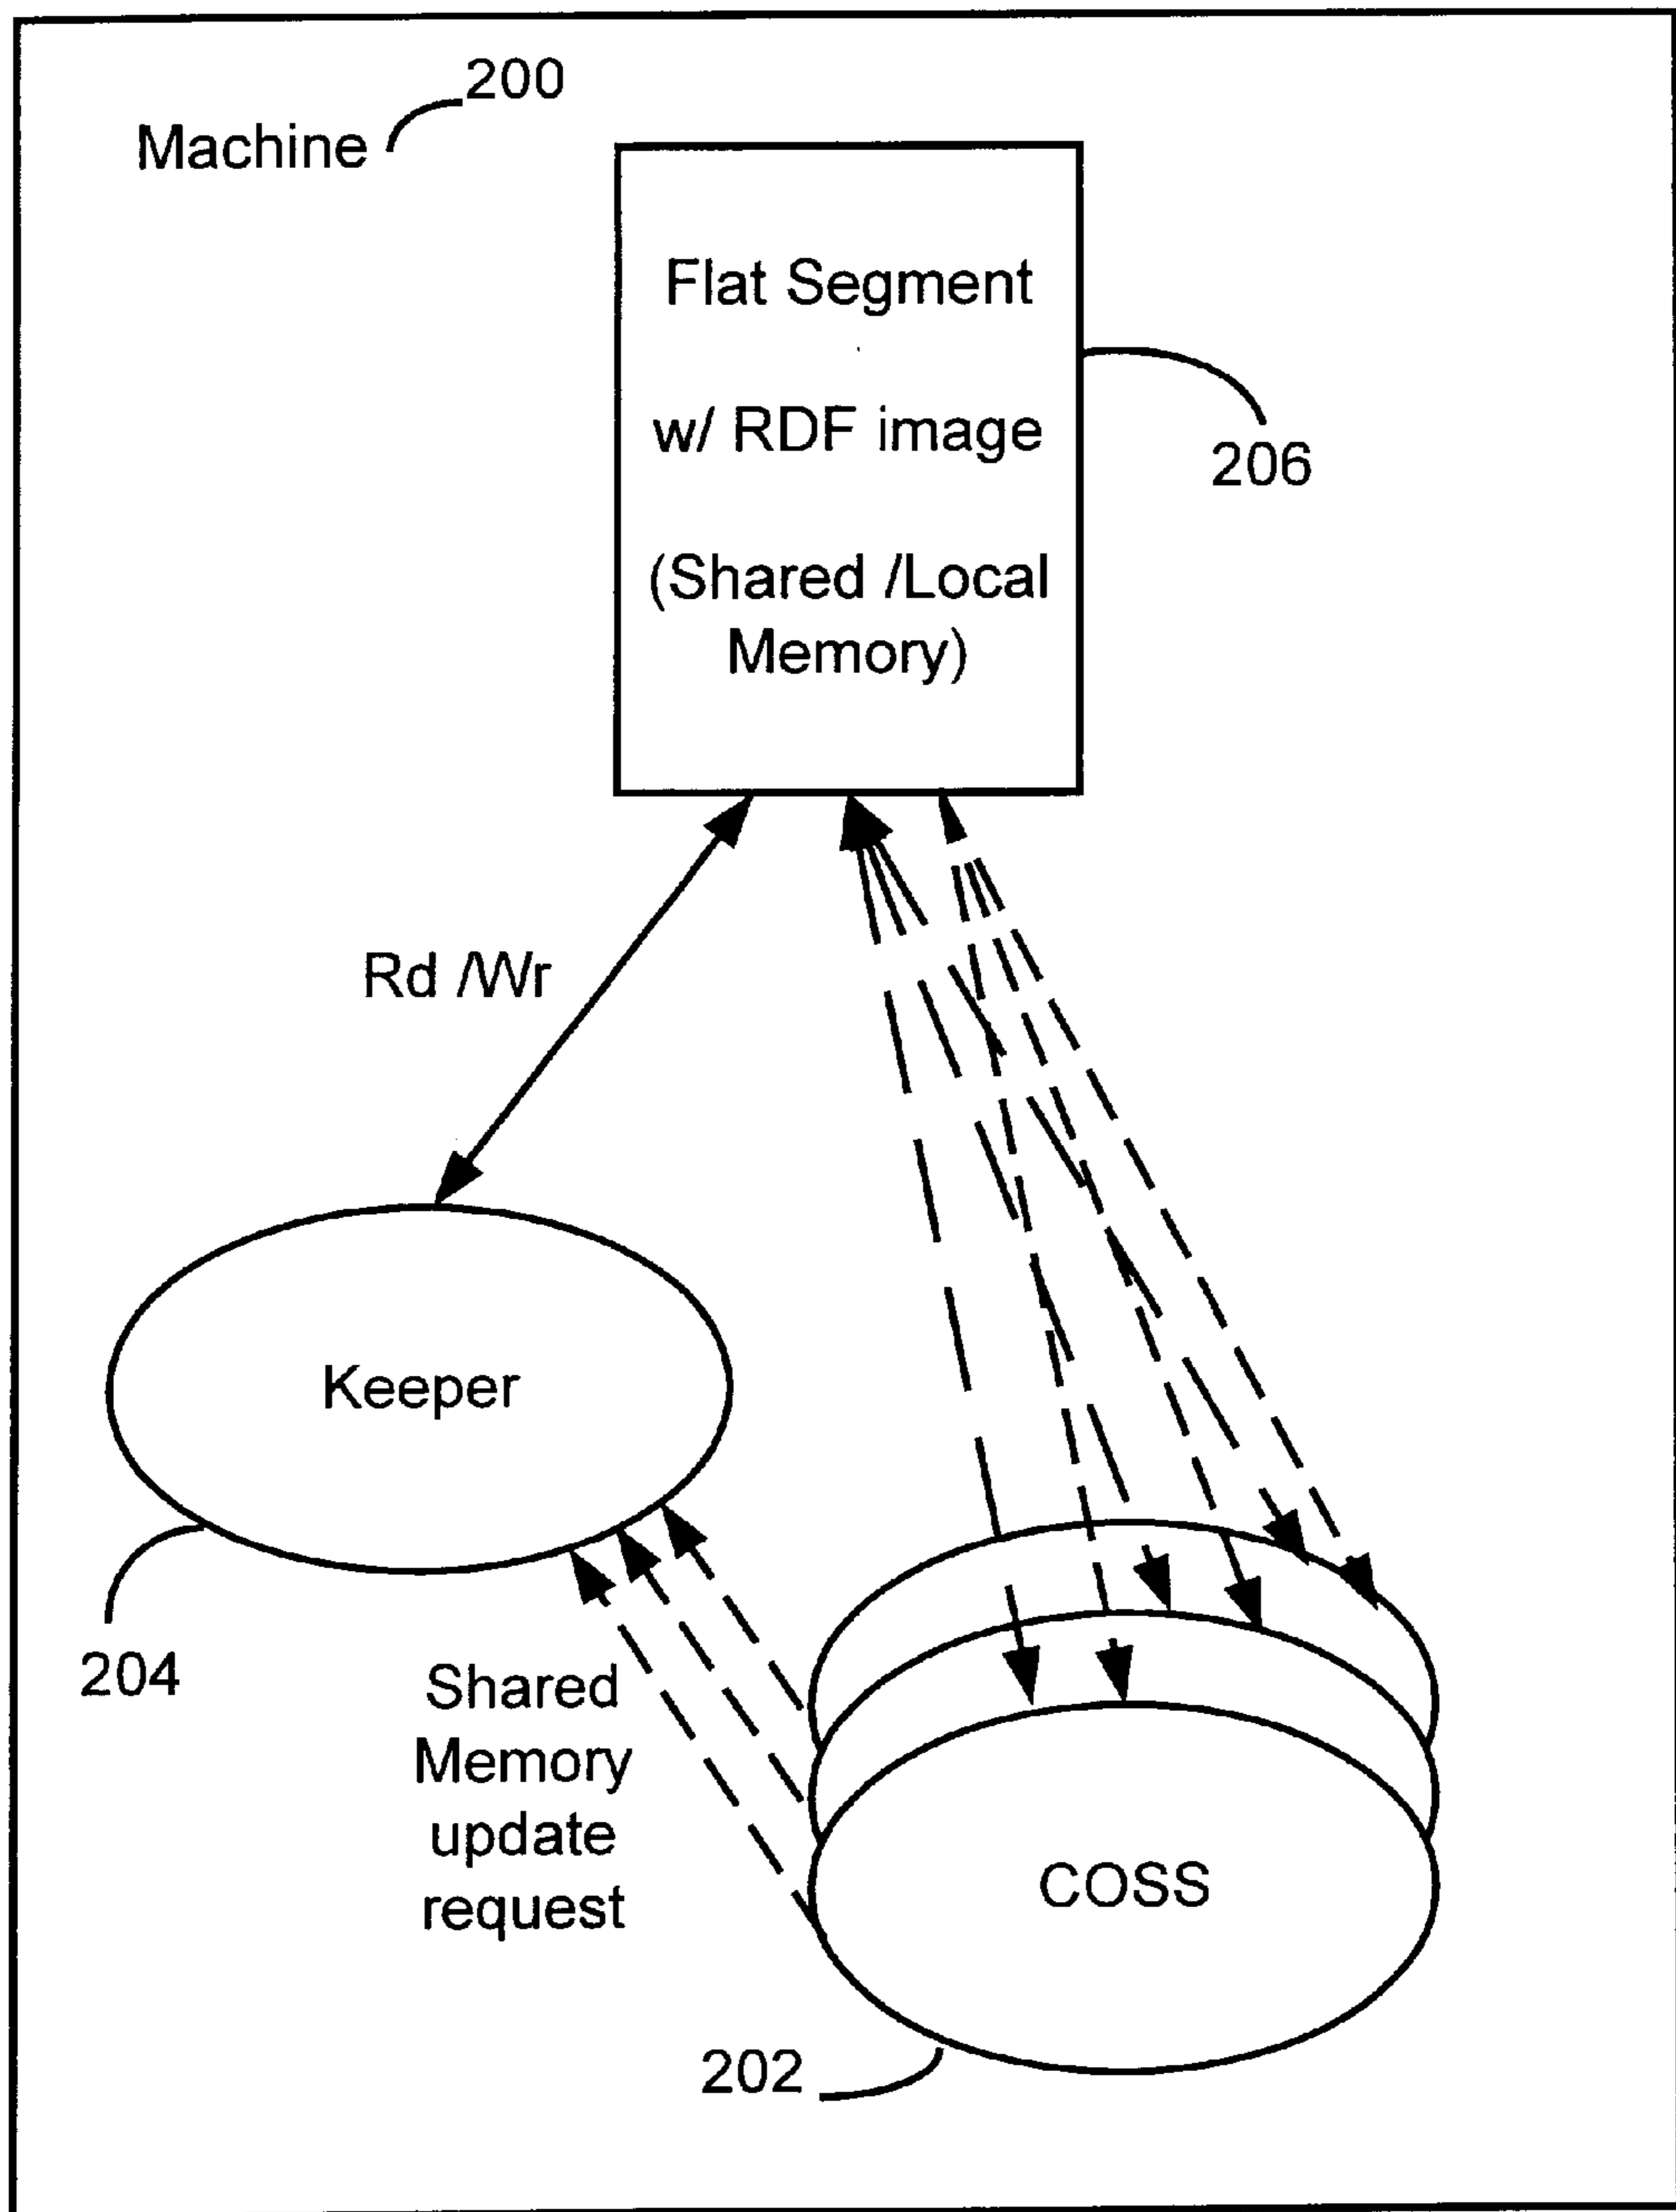 200
Machine
Flat Segment
w/ RDF image
(Shared /Local
Memory)
206
Rd /Wr
Keeper
204
Shared
Memory
update
request
COSS
202